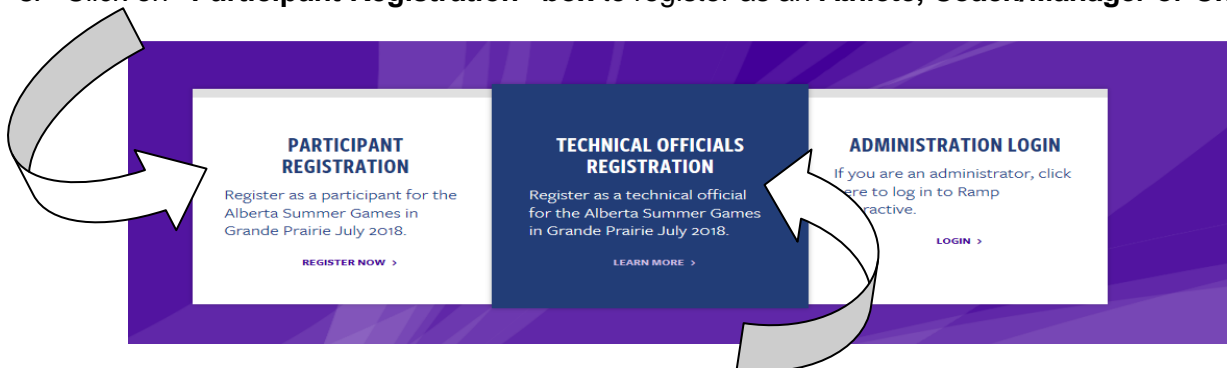 Click on "Participant Registration" box to register as an Athlete, Coach/Manager or
PARTICIPANT
REGISTRATION
Register as a participant for the
Alberta Summer Games in
Grande Prairie July 2018.
REGISTER NOW >
TECHNICAL OFFICIALS
REGISTRATION
Register as a technical official
for the Alberta Summer Games
in Grande Prairie July 2018.
LEARN MORE >
ADMINISTRATION LOGIN
If you are an administrator, click
to log in to Ramp
LOGIN >